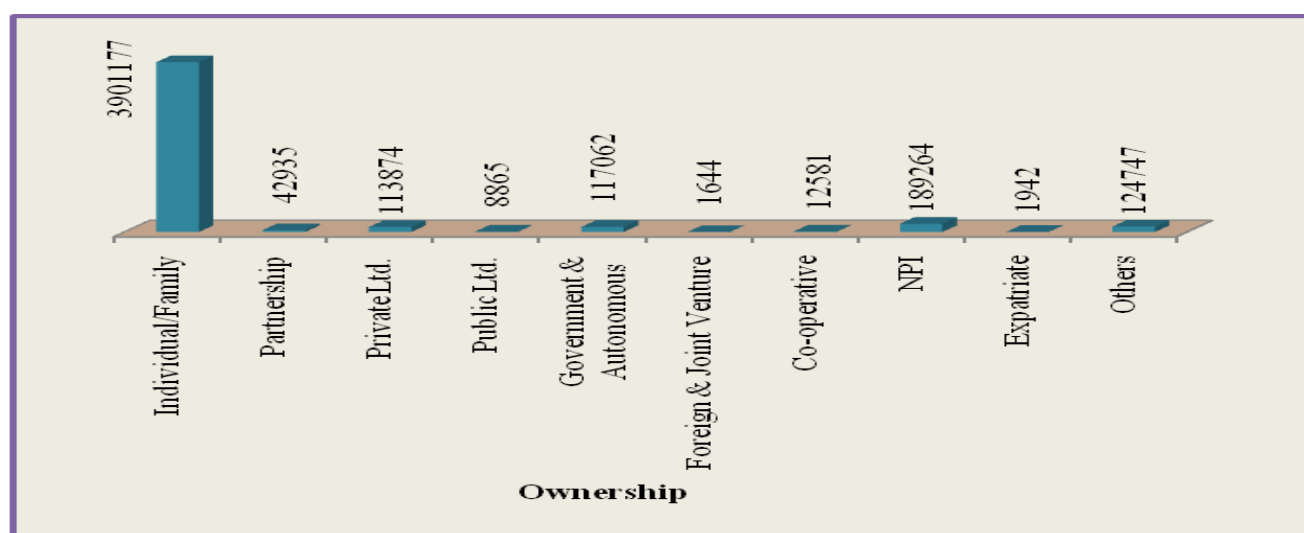 3901177
42935
113874
8865
117062
1644
12581
189264
1942
124747
Individual/Family
Partnership
Private Ltd.
Public Ltd.
Government &
Autonomous
Foreign & Joint Venture
Co-operative
NPI
Expatriate
Others
Ownership